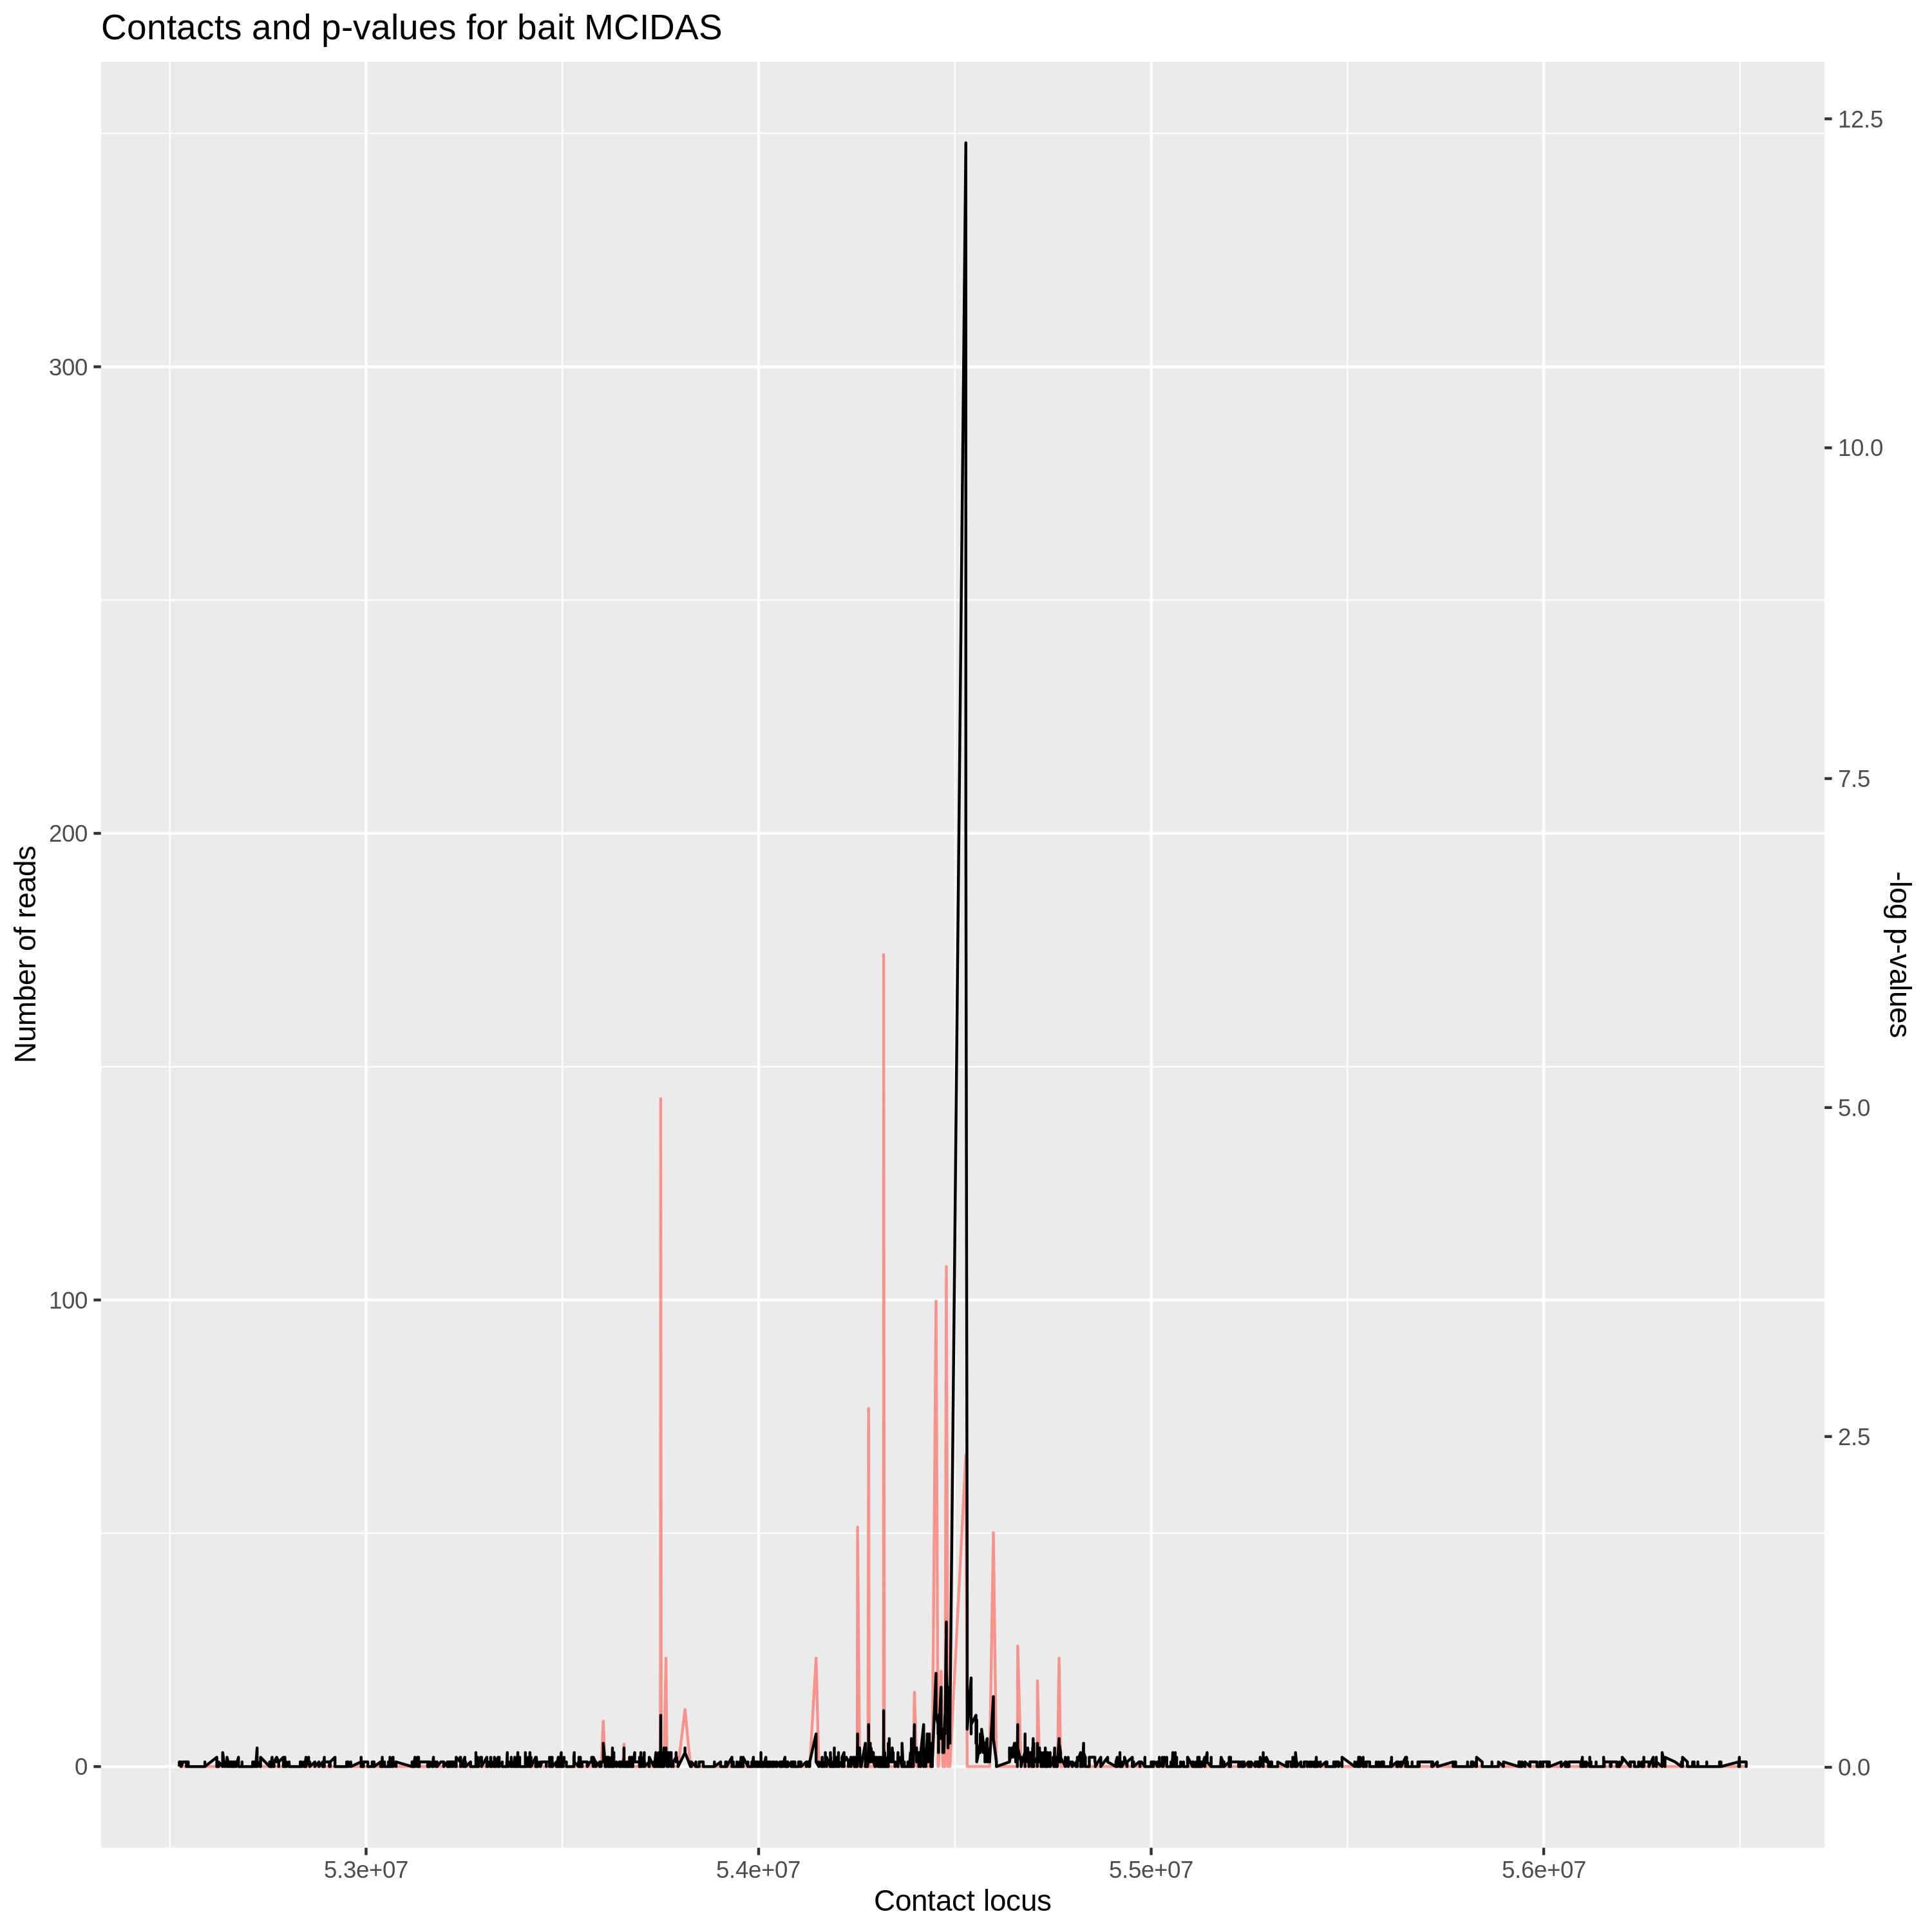 Contacts and p-values for bait MCIDAS
Number of reads
300
200
100
0
12.5
10.0
7.5
5.0
2.5
0.0
-log p-values
5.3e+07
5.4e+07
5.5e+07
5.6e+07
Contact locus